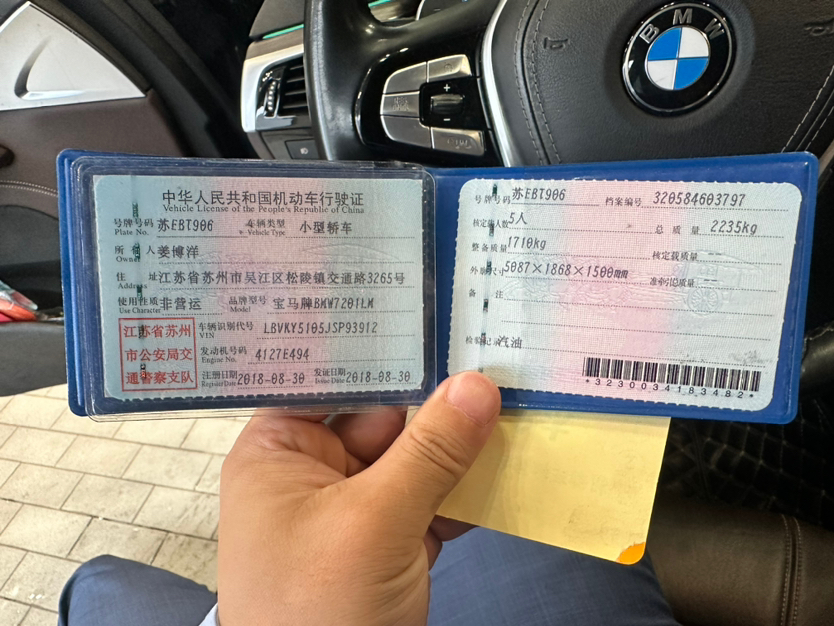 BMW
中华人民共和国机动车行驶证
Vehicle License of the People's Republic of China
号牌号码 苏EBT906 车辆类型 小型轿车
Plate No. Vehicle Type
所有人 姜博洋
Owner
住址 江苏省苏州市吴江区松陵镇交通路3265号
Address
使用性质 非营运 品牌型号 宝马牌BMW7201LM
Use Character Model
江苏省苏州
市公安局交
通警察支队
车辆识别代号 LBVKY5105JSP93912
VIN
发动机号码 4127E494
Engine No.
注册日期 2018-08-30 发证日期 2018-08-30
Register Date Issue Date
号牌号码 苏EBT906 档案编号 320584603797
核定载人数 5人 总质量 2235kg
整备质量 1710kg 核定载质量 --
外廓尺寸 5087×1868×1500mm 准牵引总质量 --
备注
检验记录 汽油
*3230034183482*